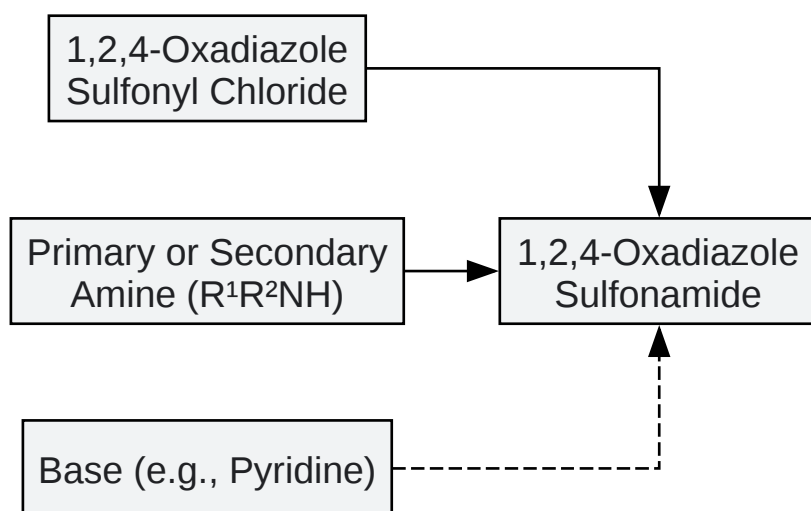 1,2,4-Oxadiazole
Sulfonyl Chloride
Primary or Secondary
Amine (R¹R²NH)
1,2,4-Oxadiazole
Sulfonamide
Base (e.g., Pyridine)